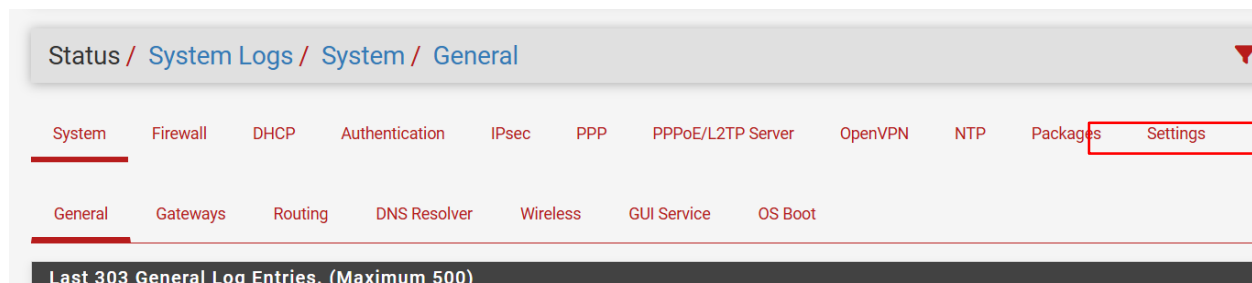 Status / System Logs / System / General
System Firewall DHCP Authentication IPsec PPP PPPoE/L2TP Server OpenVPN NTP Packages Settings
General Gateways Routing DNS Resolver Wireless GUI Service OS Boot
Last 303 General Log Entries. (Maximum 500)